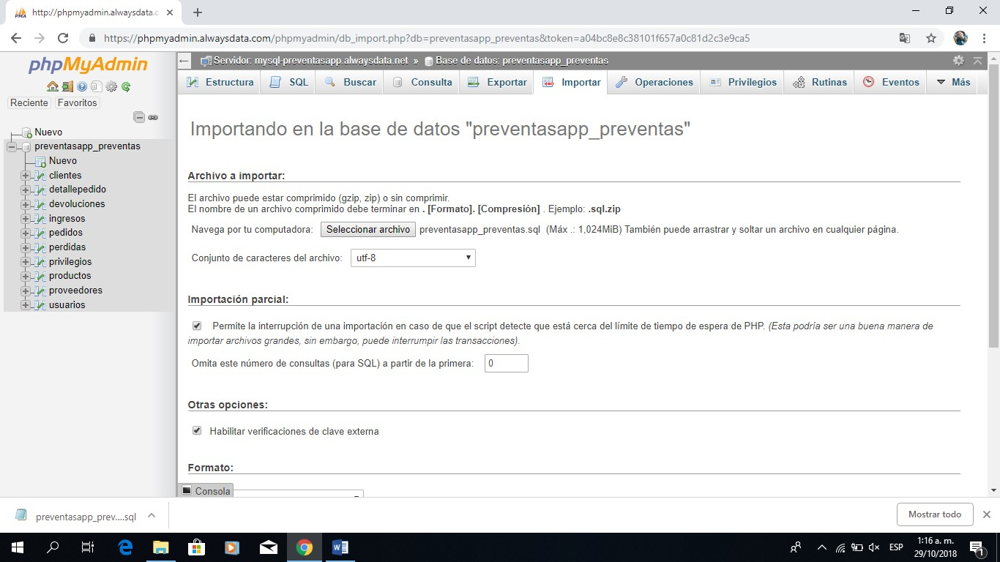 http://phpmyadmin.alwaysdata.c
https://phpmyadmin.alwaysdata.com/phpmyadmin/db_import.php?db=preventasapp_preventas&token=a04bc8e8c38101f657a0c81d2c3e9ca5
phpMyAdmin
Reciente Favoritos
Nuevo
preventasapp_preventas
Nuevo
clientes
detallepedido
devoluciones
ingresos
pedidos
perdidas
privilegios
productos
proveedores
usuarios
Servidor: mysql-preventasapp.alwaysdata.net » Base de datos: preventasapp_preventas
Estructura SQL Buscar Consulta Exportar Importar Operaciones Privilegios Rutinas Eventos Más
Importando en la base de datos "preventasapp_preventas"
Archivo a importar:
El archivo puede estar comprimido (gzip, zip) o sin comprimir.
El nombre de un archivo comprimido debe terminar en . [Formato]. [Compresión] . Ejemplo: .sql.zip
Navega por tu computadora: Seleccionar archivo preventasapp_preventas.sql (Máx .: 1,024MiB) También puede arrastrar y soltar un archivo en cualquier página.
Conjunto de caracteres del archivo: utf-8
Importación parcial:
Permite la interrupción de una importación en caso de que el script detecte que está cerca del límite de tiempo de espera de PHP. (Esta podría ser una buena manera de
importar archivos grandes, sin embargo, puede interrumpir las transacciones).
Omita este número de consultas (para SQL) a partir de la primera: 0
Otras opciones:
Habilitar verificaciones de clave externa
Formato:
Consola
preventasapp_prev....sql
Mostrar todo
ESP
1:16 a. m.
29/10/2018
1